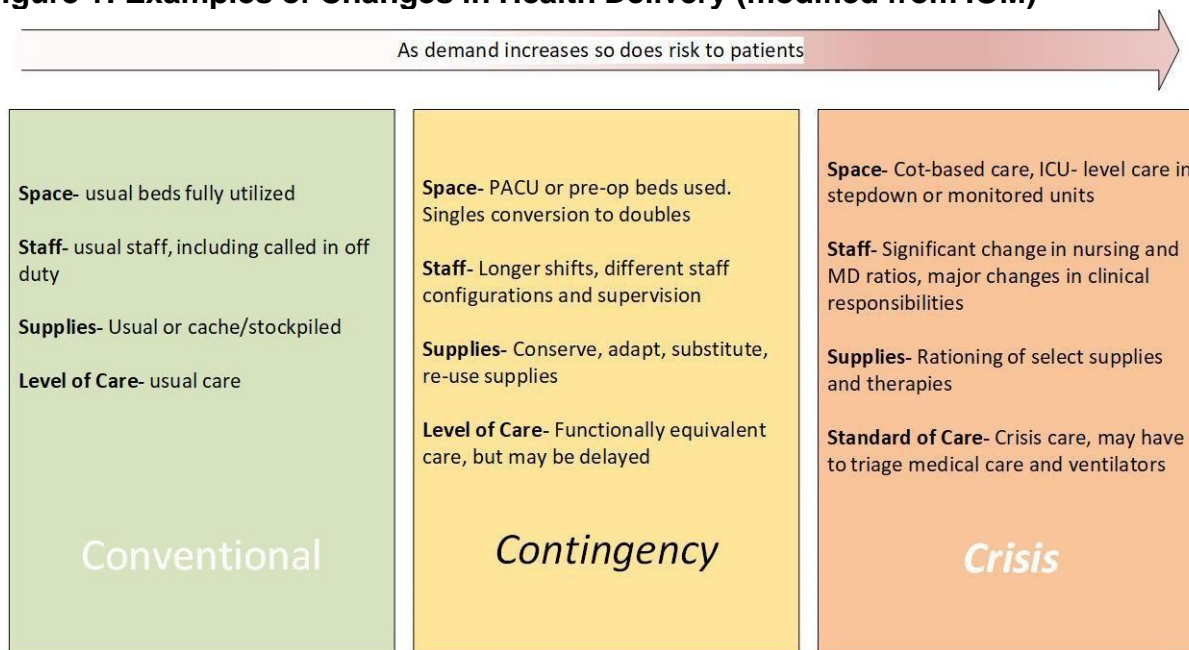 Figure 1. Examples of Changes in Health Delivery (modified from IOM)
As demand increases so does risk to patients
Space- usual beds fully utilized
Staff- usual staff, including called in off
duty
Supplies- Usual or cache/stockpiled
Level of Care- usual care
Conventional
Space- PACU or pre-op beds used.
Singles conversion to doubles
Staff- Longer shifts, different staff
configurations and supervision
Supplies- Conserve, adapt, substitute,
re-use supplies
Level of Care- Functionally equivalent
care, but may be delayed
Contingency
Space- Cot-based care, ICU- level care in
stepdown or monitored units
Staff- Significant change in nursing and
MD ratios, major changes in clinical
responsibilities
Supplies- Rationing of select supplies
and therapies
Standard of Care- Crisis care, may have
to triage medical care and ventilators
Crisis